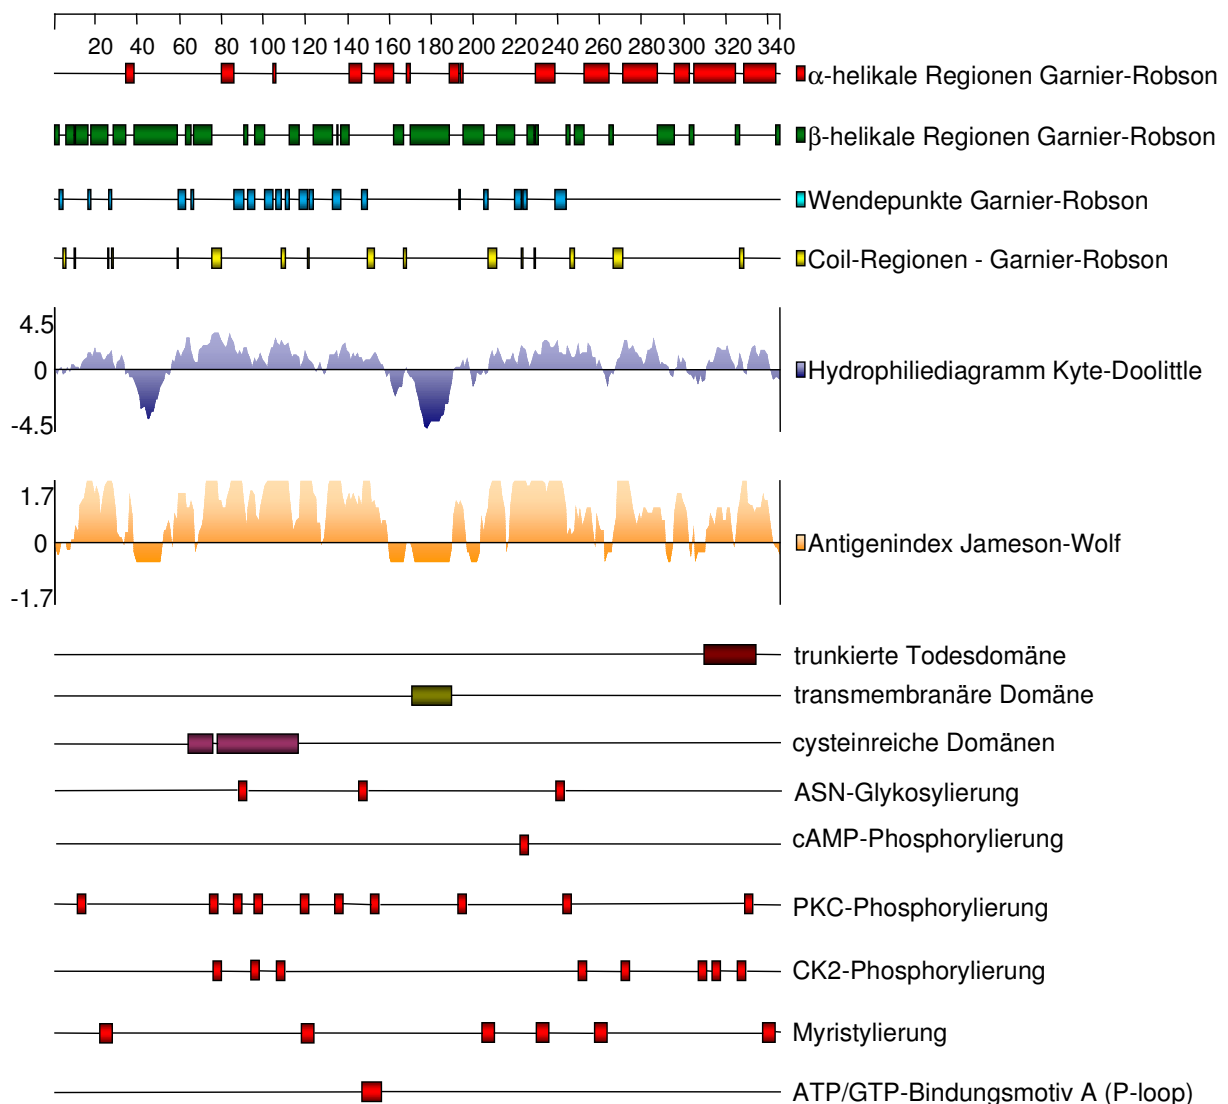 20 40 60 80 100 120 140 160 180 200 220 240 260 280 300 320 340
α-helikale Regionen Garnier-Robson
β-helikale Regionen Garnier-Robson
Wendepunkte Garnier-Robson
Coil-Regionen - Garnier-Robson
4.5
0
-4.5
Hydrophiliediagramm Kyte-Doolittle
1.7
0
-1.7
Antigenindex Jameson-Wolf
trunkierte Todesdomäne
transmembranäre Domäne
cysteinreiche Domänen
ASN-Glykosylierung
cAMP-Phosphorylierung
PKC-Phosphorylierung
CK2-Phosphorylierung
Myristylierung
ATP/GTP-Bindungsmotiv A (P-loop)